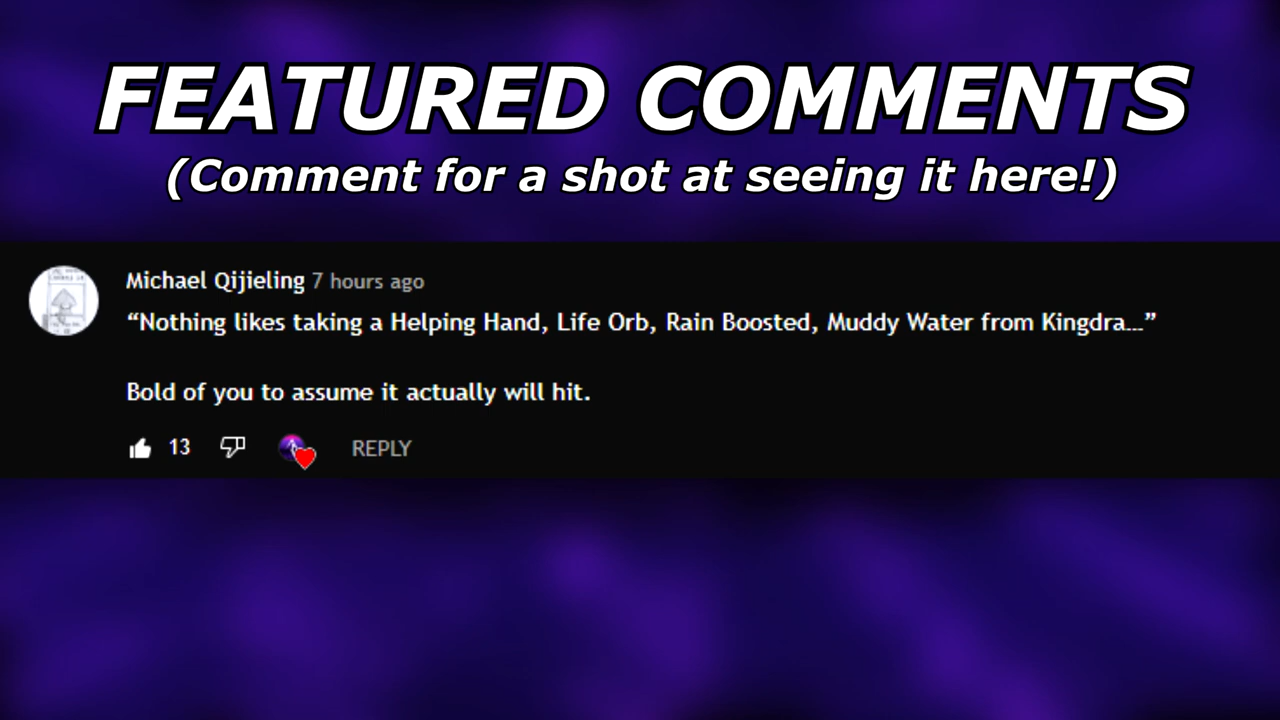 FEATURED COMMENTS
(Comment for a shot at seeing it here!)
Michael Qijieling 7 hours ago
“Nothing likes taking a Helping Hand, Life Orb, Rain Boosted, Muddy Water from Kingdra...”
Bold of you to assume it actually will hit.
13 REPLY